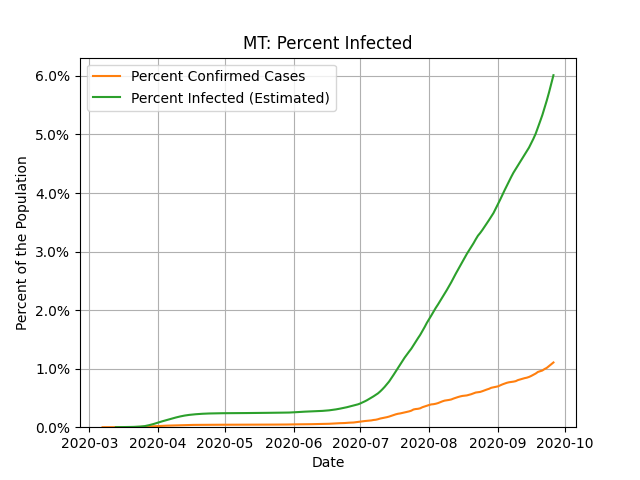 MT: Percent Infected
Percent Confirmed Cases
Percent Infected (Estimated)
Percent of the Population
6.0%
5.0%
4.0%
3.0%
2.0%
1.0%
0.0%
2020-03 2020-04 2020-05 2020-06 2020-07 2020-08 2020-09 2020-10
Date